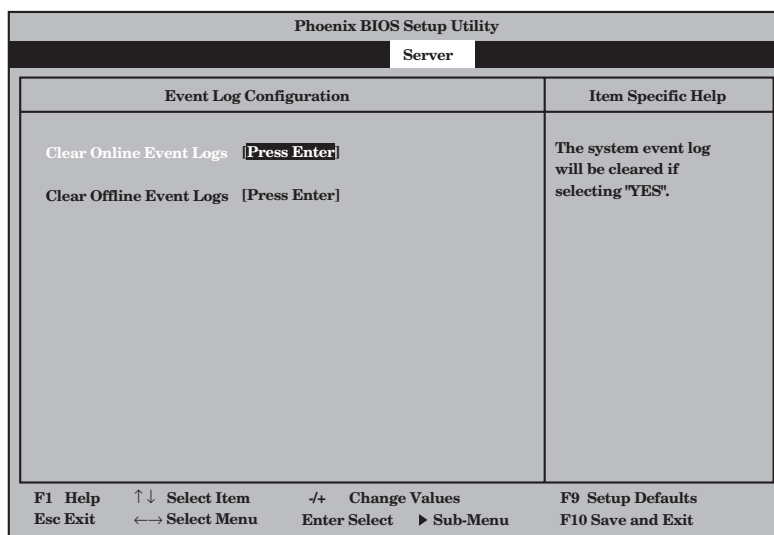 Phoenix BIOS Setup Utility
Server
Event Log Configuration
Item Specific Help
Clear Online Event Logs [Press Enter]
Clear Offline Event Logs [Press Enter]
The system event log
will be cleared if
selecting "YES".
F1 Help ↑↓ Select Item -/+ Change Values F9 Setup Defaults
Esc Exit ←→ Select Menu Enter Select ▶ Sub-Menu F10 Save and Exit